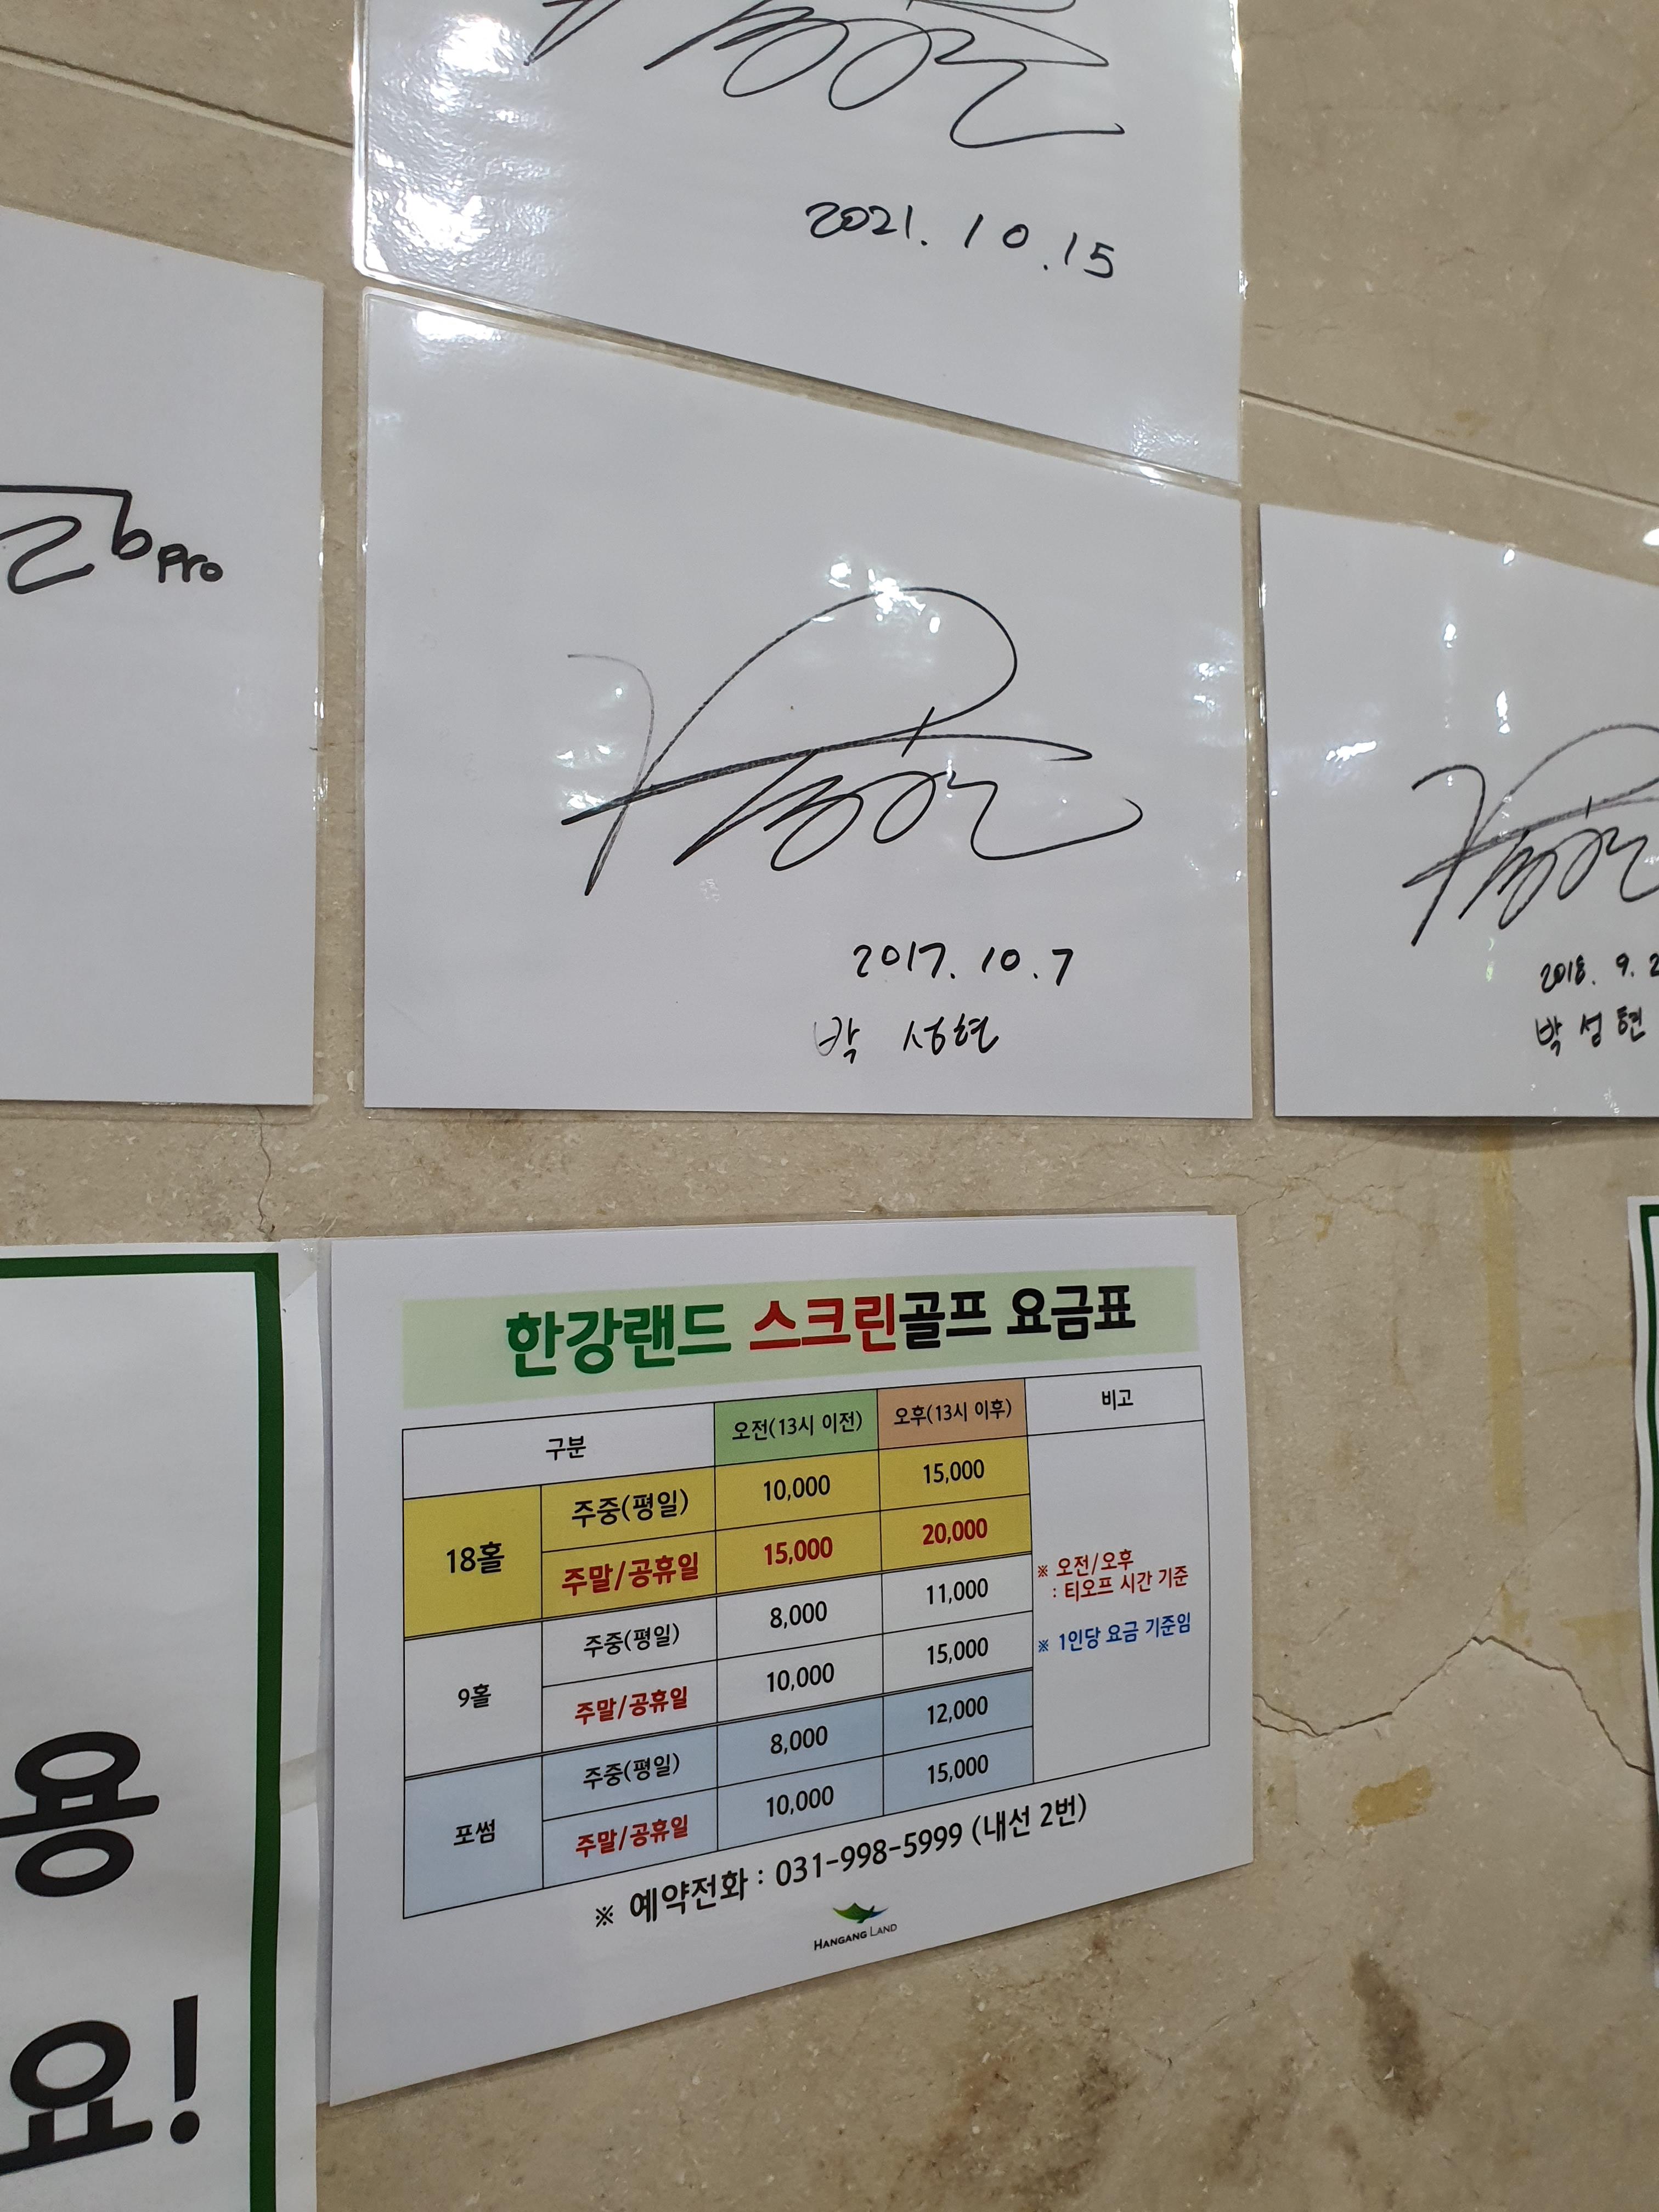 2021. 10.15
Pro
2017. 10. 7
박 성현
2018. 9. 2
박 성현
한강랜드 스크린골프 요금표
구분 오전(13시 이전) 오후(13시 이후) 비고
18홀 주중(평일) 10,000 15,000
주말/공휴일 15,000 20,000
9홀 주중(평일) 8,000 11,000
주말/공휴일 10,000 15,000
포썸 주중(평일) 8,000 12,000
주말/공휴일 10,000 15,000
※ 오전/오후
: 티오프 시간 기준
※ 1인당 요금 기준임
※ 예약전화 : 031-998-5999 (내선 2번)
HANGANG LAND
용
요!